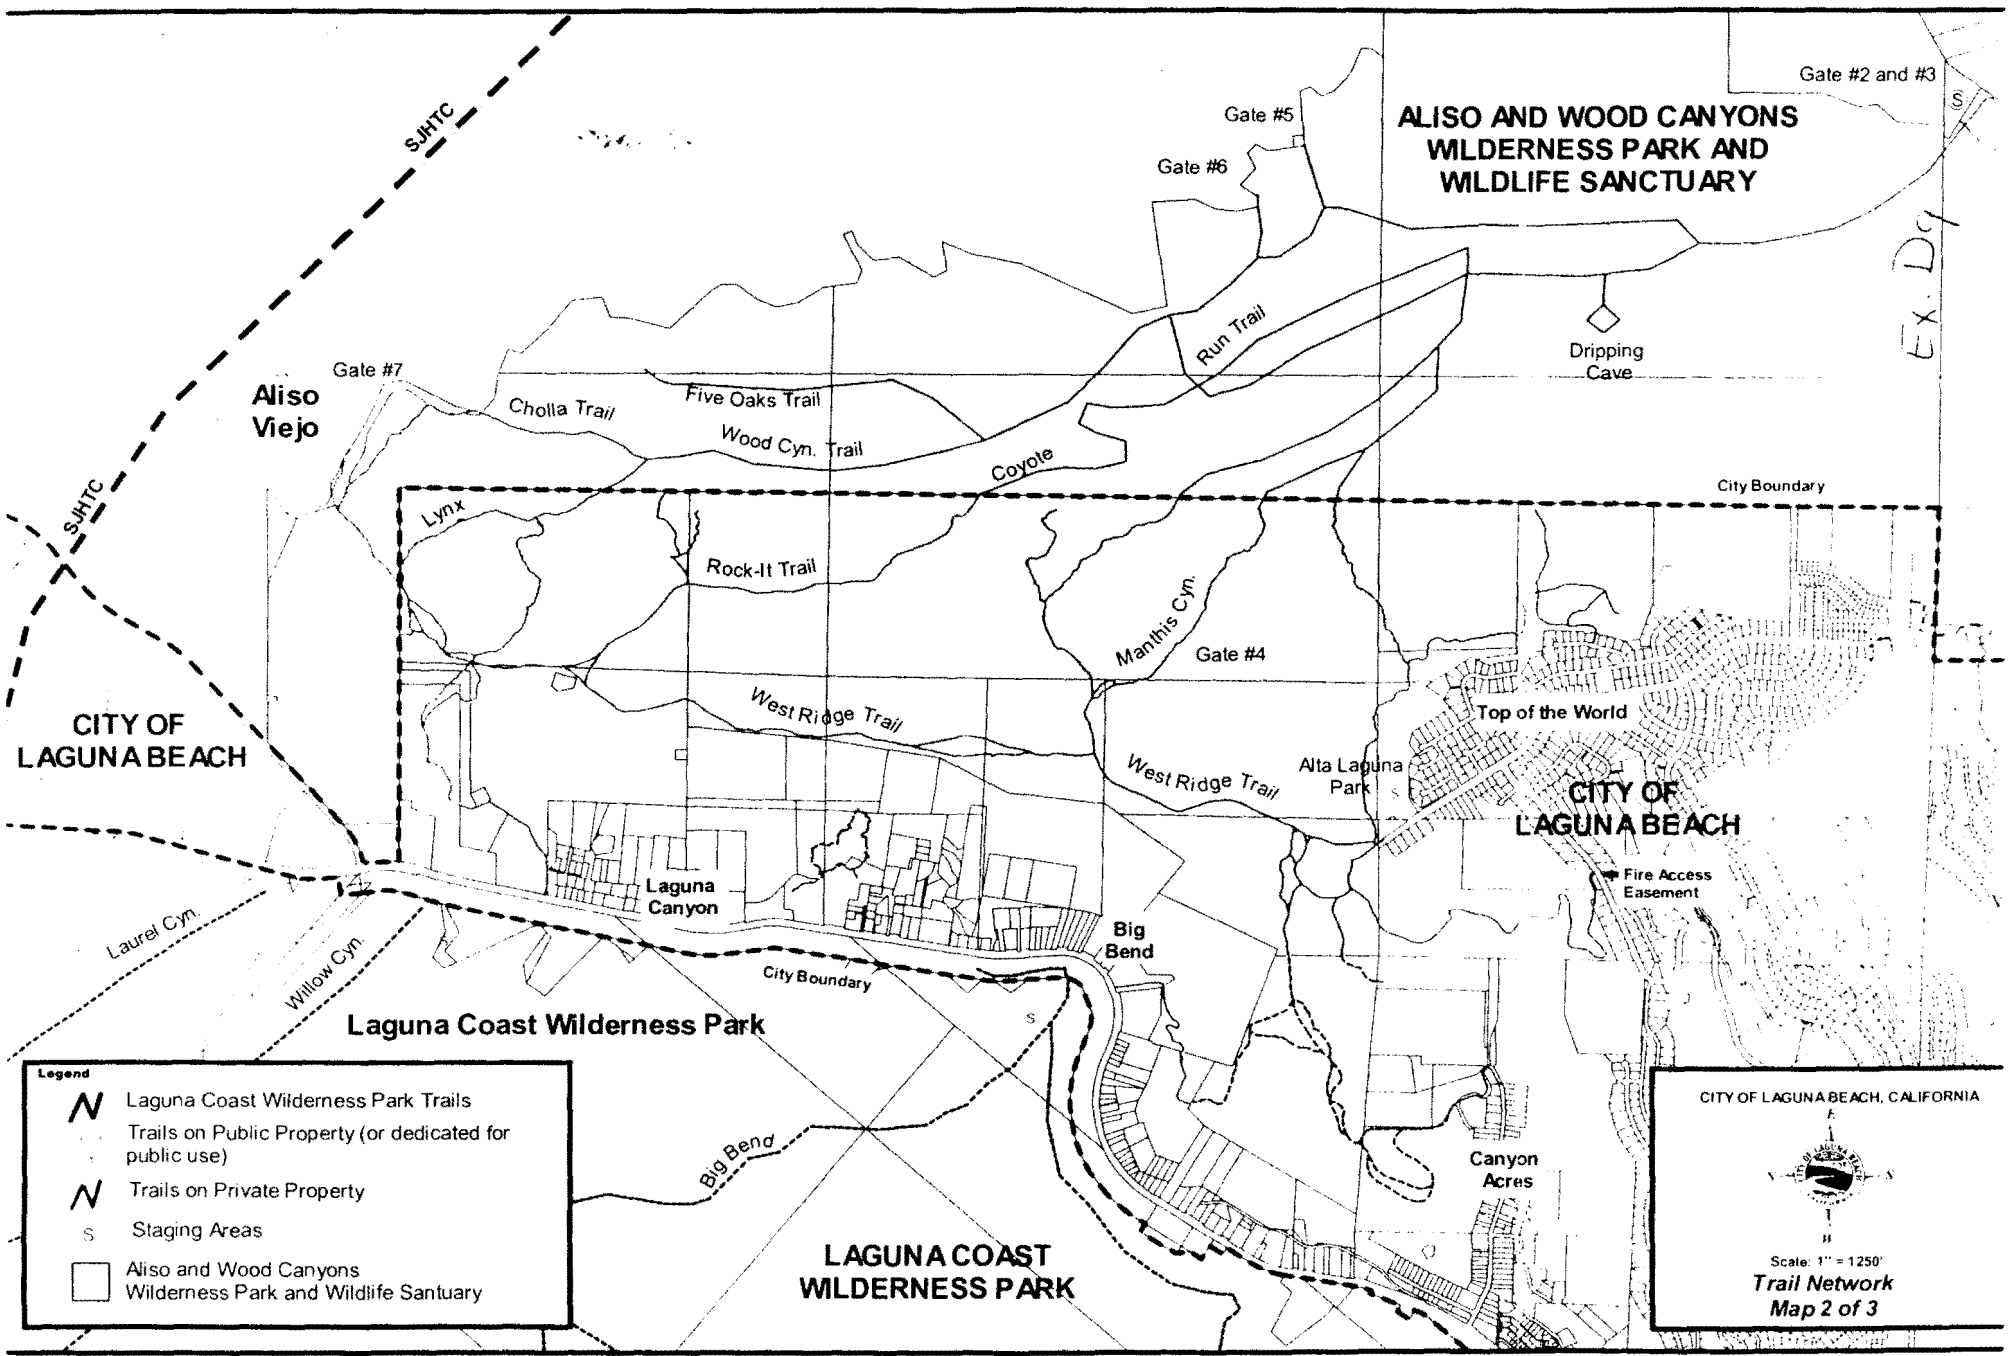 SJHTC
Gate #2 and #3
S
Gate #5
ALISO AND WOOD CANYONS
WILDERNESS PARK AND
WILDLIFE SANCTUARY
Gate #6
Ex. D9
Run Trail
Dripping
Cave
Gate #7
Aliso
Viejo
Cholla Trail
Five Oaks Trail
Wood Cyn. Trail
Coyote
City Boundary
SJHTC
Lynx
Rock-It Trail
Manthis Cyn.
Gate #4
West Ridge Trail
CITY OF
LAGUNA BEACH
Top of the World
West Ridge Trail
Alta Laguna
Park
S
CITY OF
LAGUNA BEACH
Fire Access
Easement
Laguna
Canyon
Big
Bend
Laurel Cyn.
Willow Cyn.
City Boundary
Laguna Coast Wilderness Park
S
Big Bend
Canyon
Acres
LAGUNA COAST
WILDERNESS PARK
Legend
Laguna Coast Wilderness Park Trails
Trails on Public Property (or dedicated for
public use)
Trails on Private Property
S Staging Areas
Aliso and Wood Canyons
Wilderness Park and Wildlife Santuary
CITY OF LAGUNA BEACH, CALIFORNIA
E
N S
W
Scale: 1" = 1250'
Trail Network
Map 2 of 3